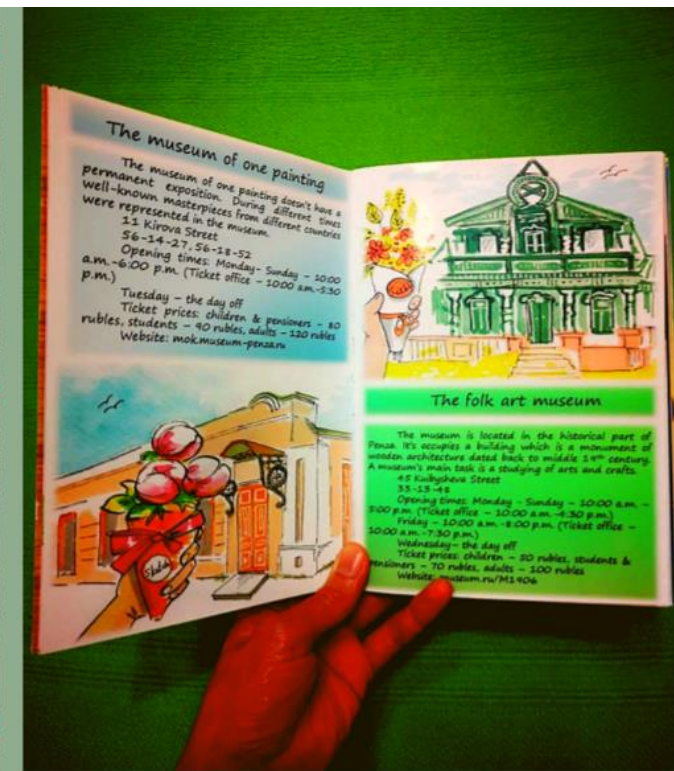 The museum of one painting
The museum of one painting doesn't have a
permanent exposition. During different times
well-known masterpieces from different countries
were represented in the museum.
11 Kirova Street
56-14-27, 56-18-52
Opening times: Monday- Sunday - 10:00
a.m.-6:00 p.m. (Ticket office - 10:00 a.m.-5:30
p.m.)
Tuesday - the day off
Ticket prices: children & pensioners - 80
rubles, students - 90 rubles, adults - 120 rubles
Website: mok.museum-penza.ru
The folk art museum
The museum is located in the historical part of
Penza. It's occupies a building which is a monument of
wooden architecture dated back to middle 19th century.
A museum's main task is a studying of arts and crafts.
45 Kuibysheva Street
33-13-48
Opening times: Monday - Sunday - 10:00 a.m. -
5:00 p.m. (Ticket office - 10:00 a.m.-4:30 p.m.)
Friday - 10:00 a.m.-8:00 p.m. (Ticket office -
10:00 a.m.-7:30 p.m.)
Wednesday- the day off
Ticket prices: children - 50 rubles, students &
pensioners - 70 rubles, adults - 100 rubles
Website: museum.ru/M1906